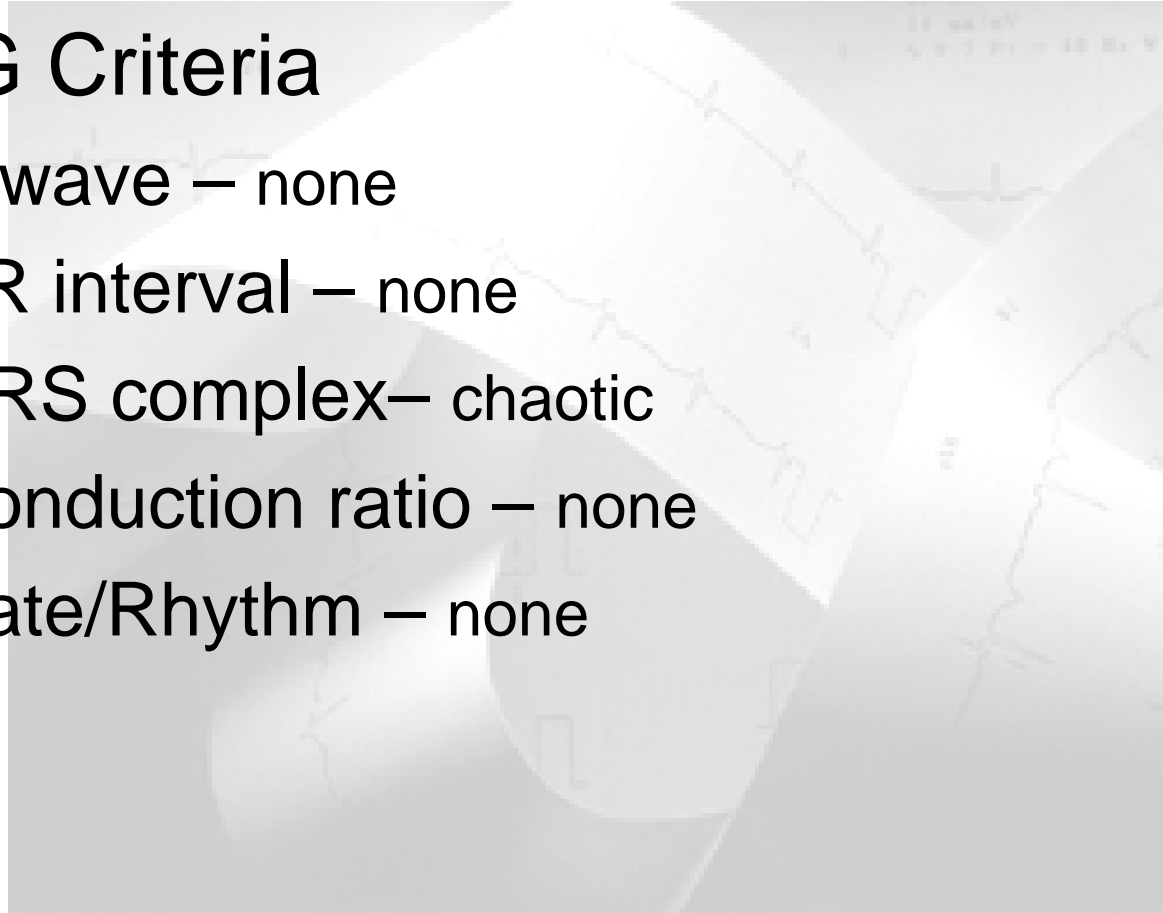 G Criteria
wave – none
R interval – none
RS complex– chaotic
onduction ratio – none
ate/Rhythm – none